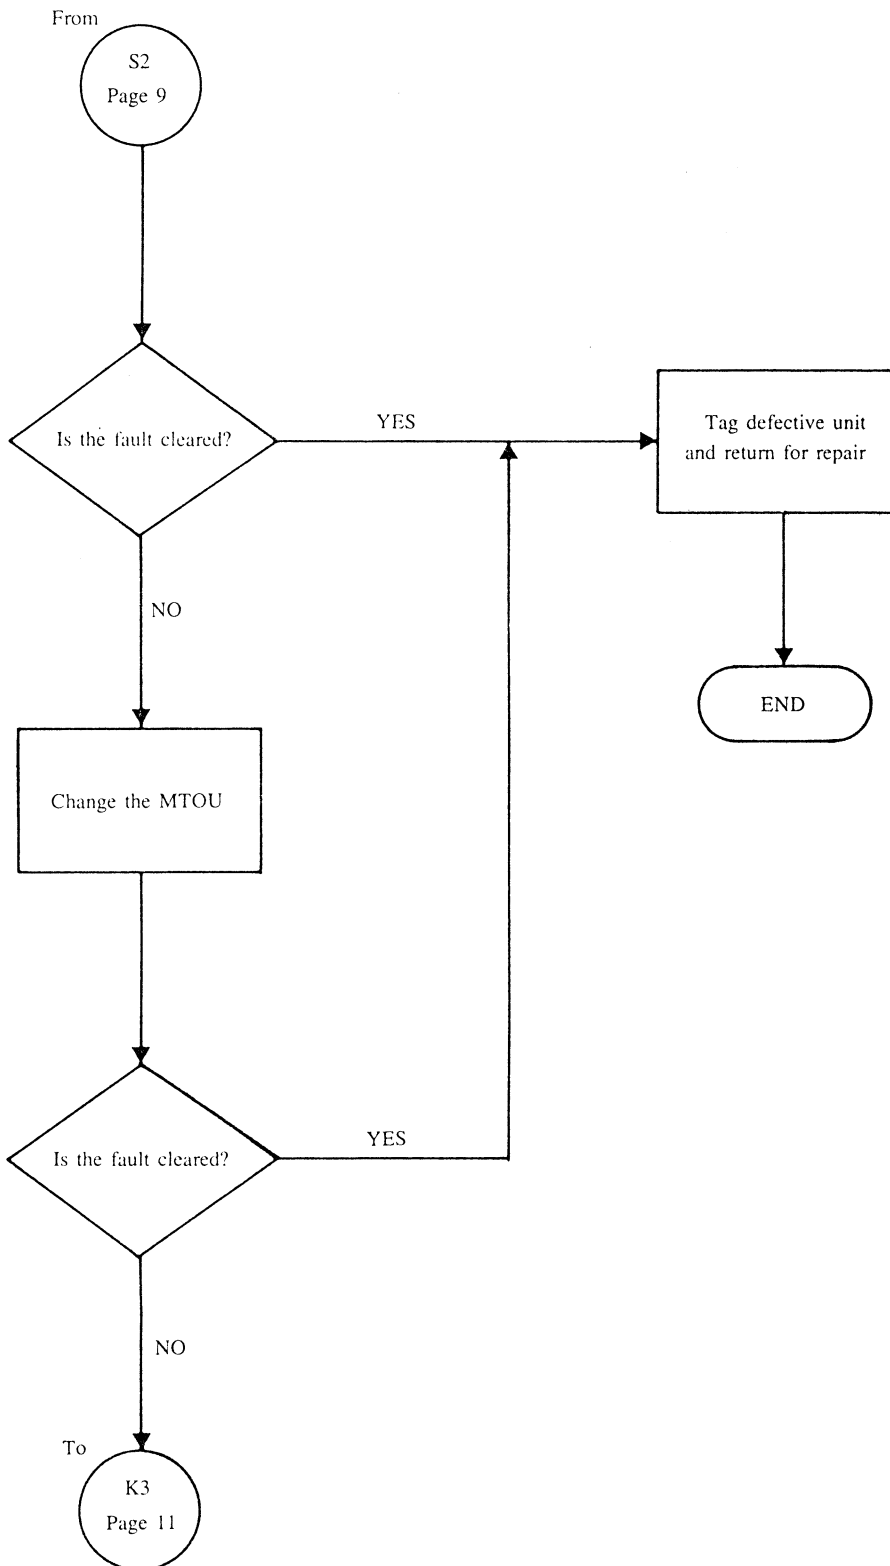 From
S2
Page 9
Is the fault cleared?
YES
Tag defective unit
and return for repair
NO
END
Change the MTOU
Is the fault cleared?
YES
NO
To
K3
Page 11